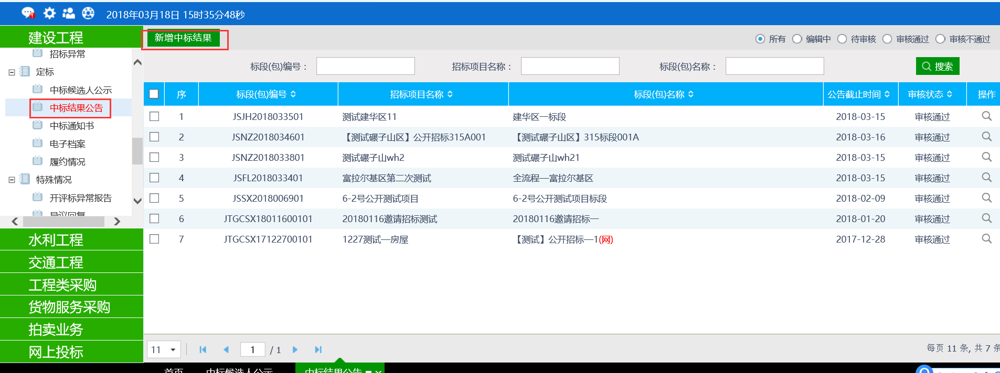 2018年03月18日 15时35分48秒
建设工程
招标异常
定标
中标候选人公示
中标结果公告
中标通知书
电子档案
履约情况
特殊情况
开评标异常报告
异议回复
水利工程
交通工程
工程类采购
货物服务采购
拍卖业务
网上投标
新增中标结果
所有 编辑中 待审核 审核通过 审核不通过
标段(包)编号： 招标项目名称： 标段(包)名称： 搜索
序 标段(包)编号 招标项目名称 标段(包)名称 公告截止时间 审核状态 操作
1 JSJH2018033501 测试建华区11 建华区一标段 2018-03-15 审核通过
2 JSNZ2018034601 【测试碾子山区】公开招标315A001 【测试碾子山区】315标段001A 2018-03-16 审核通过
3 JSNZ2018033801 测试碾子山wh2 测试碾子山wh21 2018-03-15 审核通过
4 JSFL2018033401 富拉尔基区第二次测试 全流程—富拉尔基区 2018-03-15 审核通过
5 JSSX2018006901 6-2号公开测试项目 6-2号公开测试项目标段 2018-02-09 审核通过
6 JTGCSX18011600101 20180116邀请招标测试 20180116邀请招标一 2018-01-20 审核通过
7 JTGCSX17122700101 1227测试—房屋 【测试】公开招标—1(网) 2017-12-28 审核通过
11 1 / 1 每页 11 条, 共 7 条
首页 中标候选人公示 中标结果公告